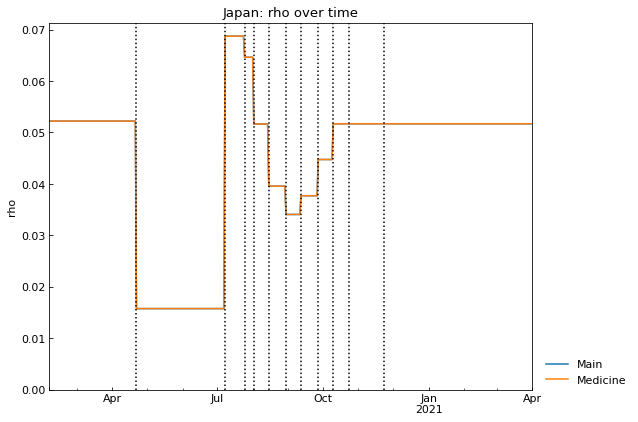 Japan: rho over time
0.07
0.06
0.05
0.04
0.03
0.02
0.01
0.00
rho
Apr
Jul
Oct
Jan
2021
Apr
Main
Medicine